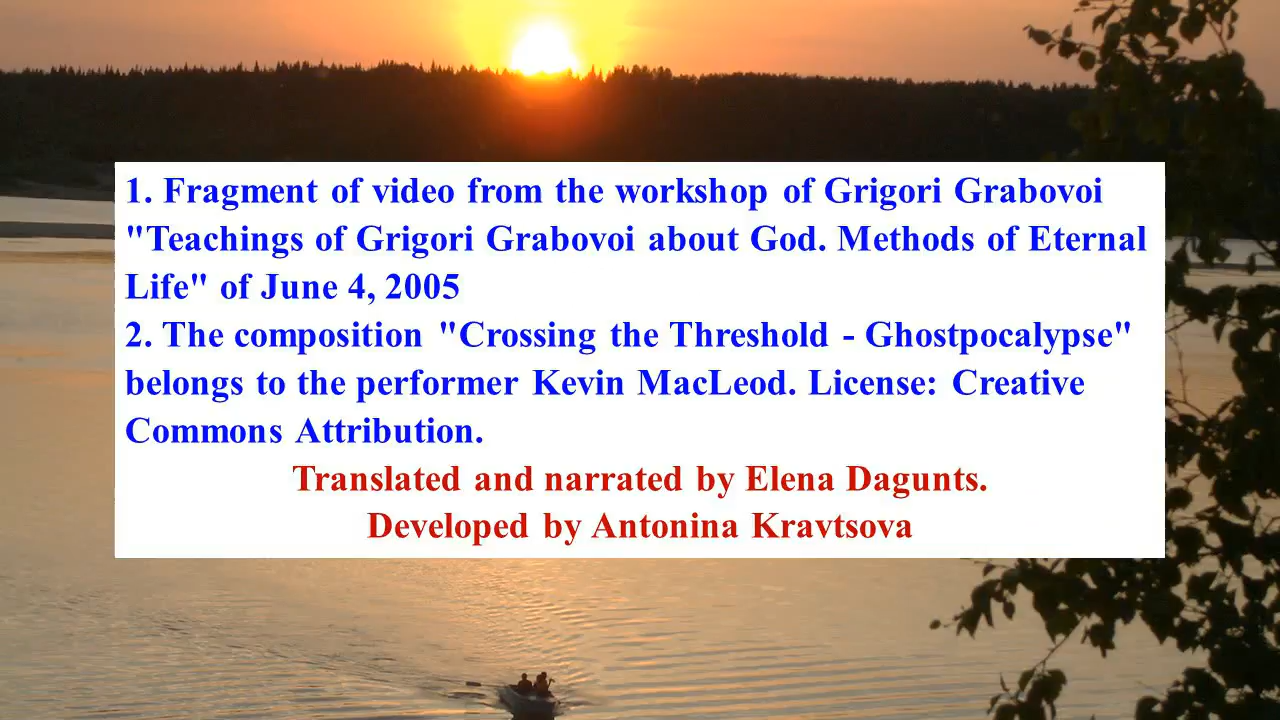 1. Fragment of video from the workshop of Grigori Grabovoi
"Teachings of Grigori Grabovoi about God. Methods of Eternal
Life" of June 4, 2005
2. The composition "Crossing the Threshold - Ghostpocalypse"
belongs to the performer Kevin MacLeod. License: Creative
Commons Attribution.
Translated and narrated by Elena Dagunts.
Developed by Antonina Kravtsova